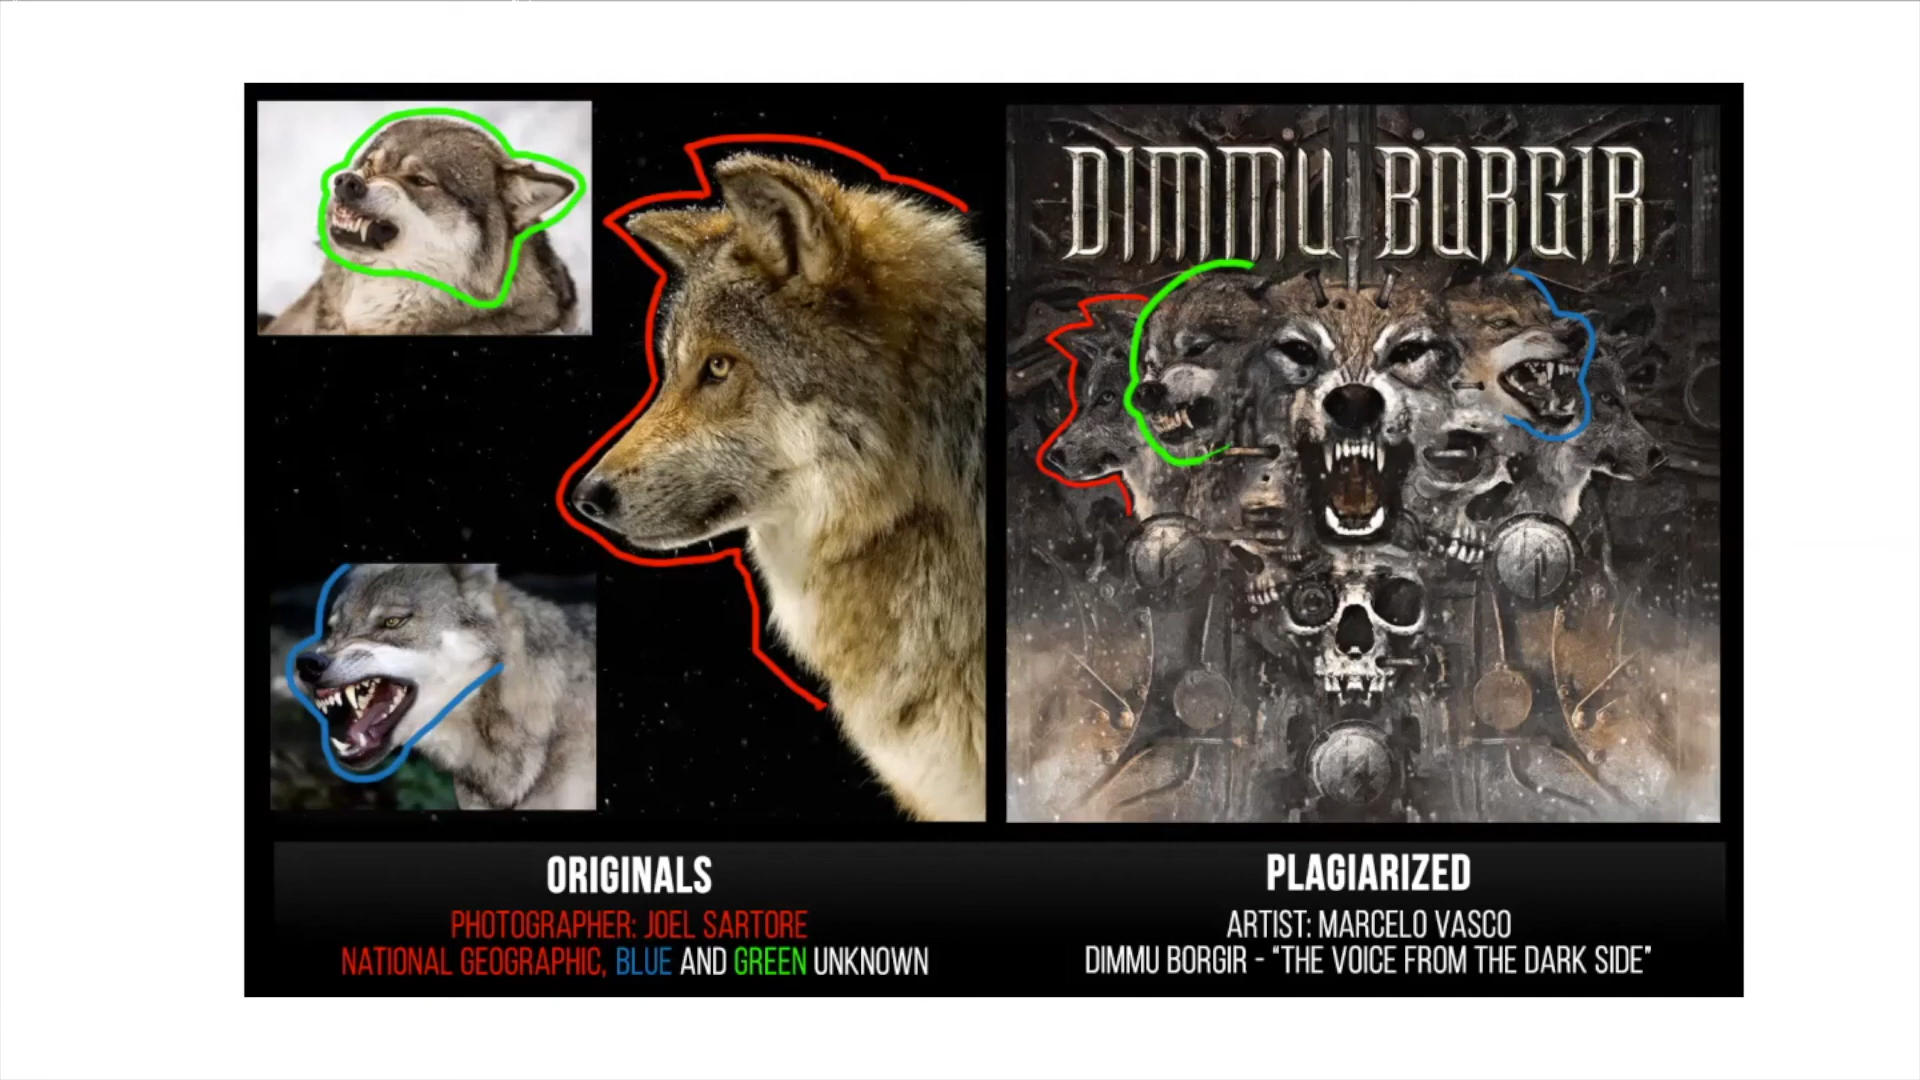 DIMMU BORGIR
ORIGINALS
PHOTOGRAPHER: JOEL SARTORE
NATIONAL GEOGRAPHIC, BLUE AND GREEN UNKNOWN
PLAGIARIZED
ARTIST: MARCELO VASCO
DIMMU BORGIR - “THE VOICE FROM THE DARK SIDE”